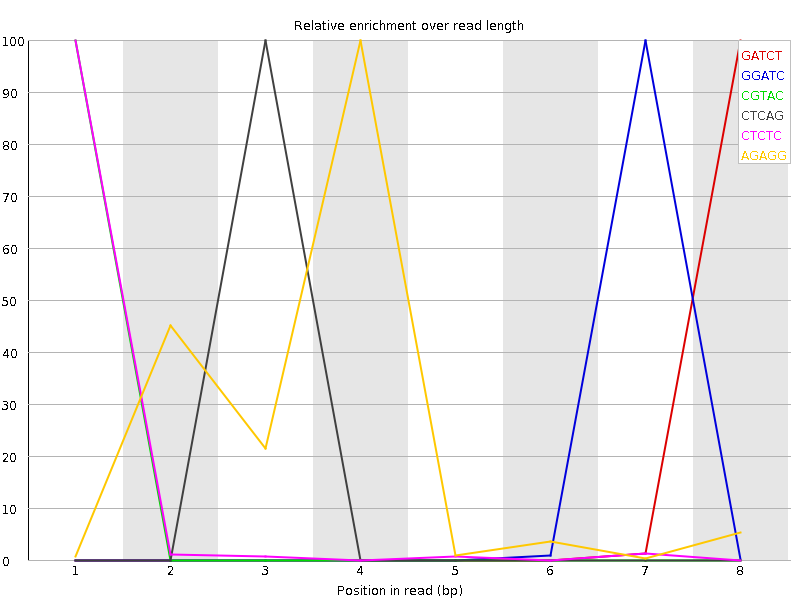 Relative enrichment over read length
100
90
80
70
60
50
40
30
20
10
0
GATCT
GGATC
CGTAC
CTCAG
CTCTC
AGAGG
1 2 3 4 5 6 7 8
Position in read (bp)